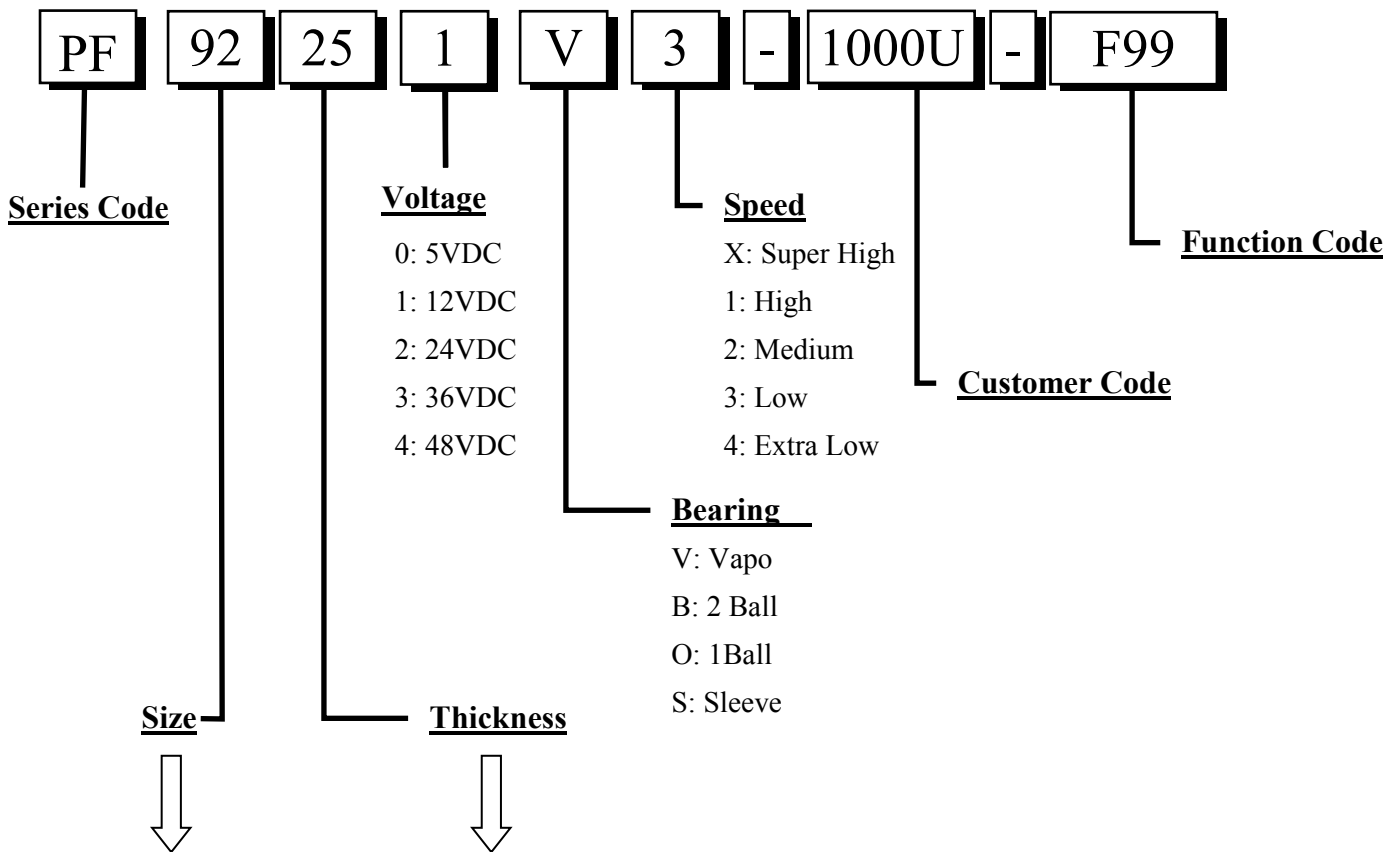 PF 92 25 1 V 3 - 1000U - F99
Series Code
Voltage
0: 5VDC
1: 12VDC
2: 24VDC
3: 36VDC
4: 48VDC
Speed
X: Super High
1: High
2: Medium
3: Low
4: Extra Low
Function Code
Customer Code
Bearing
V: Vapo
B: 2 Ball
O: 1Ball
S: Sleeve
Size
Thickness